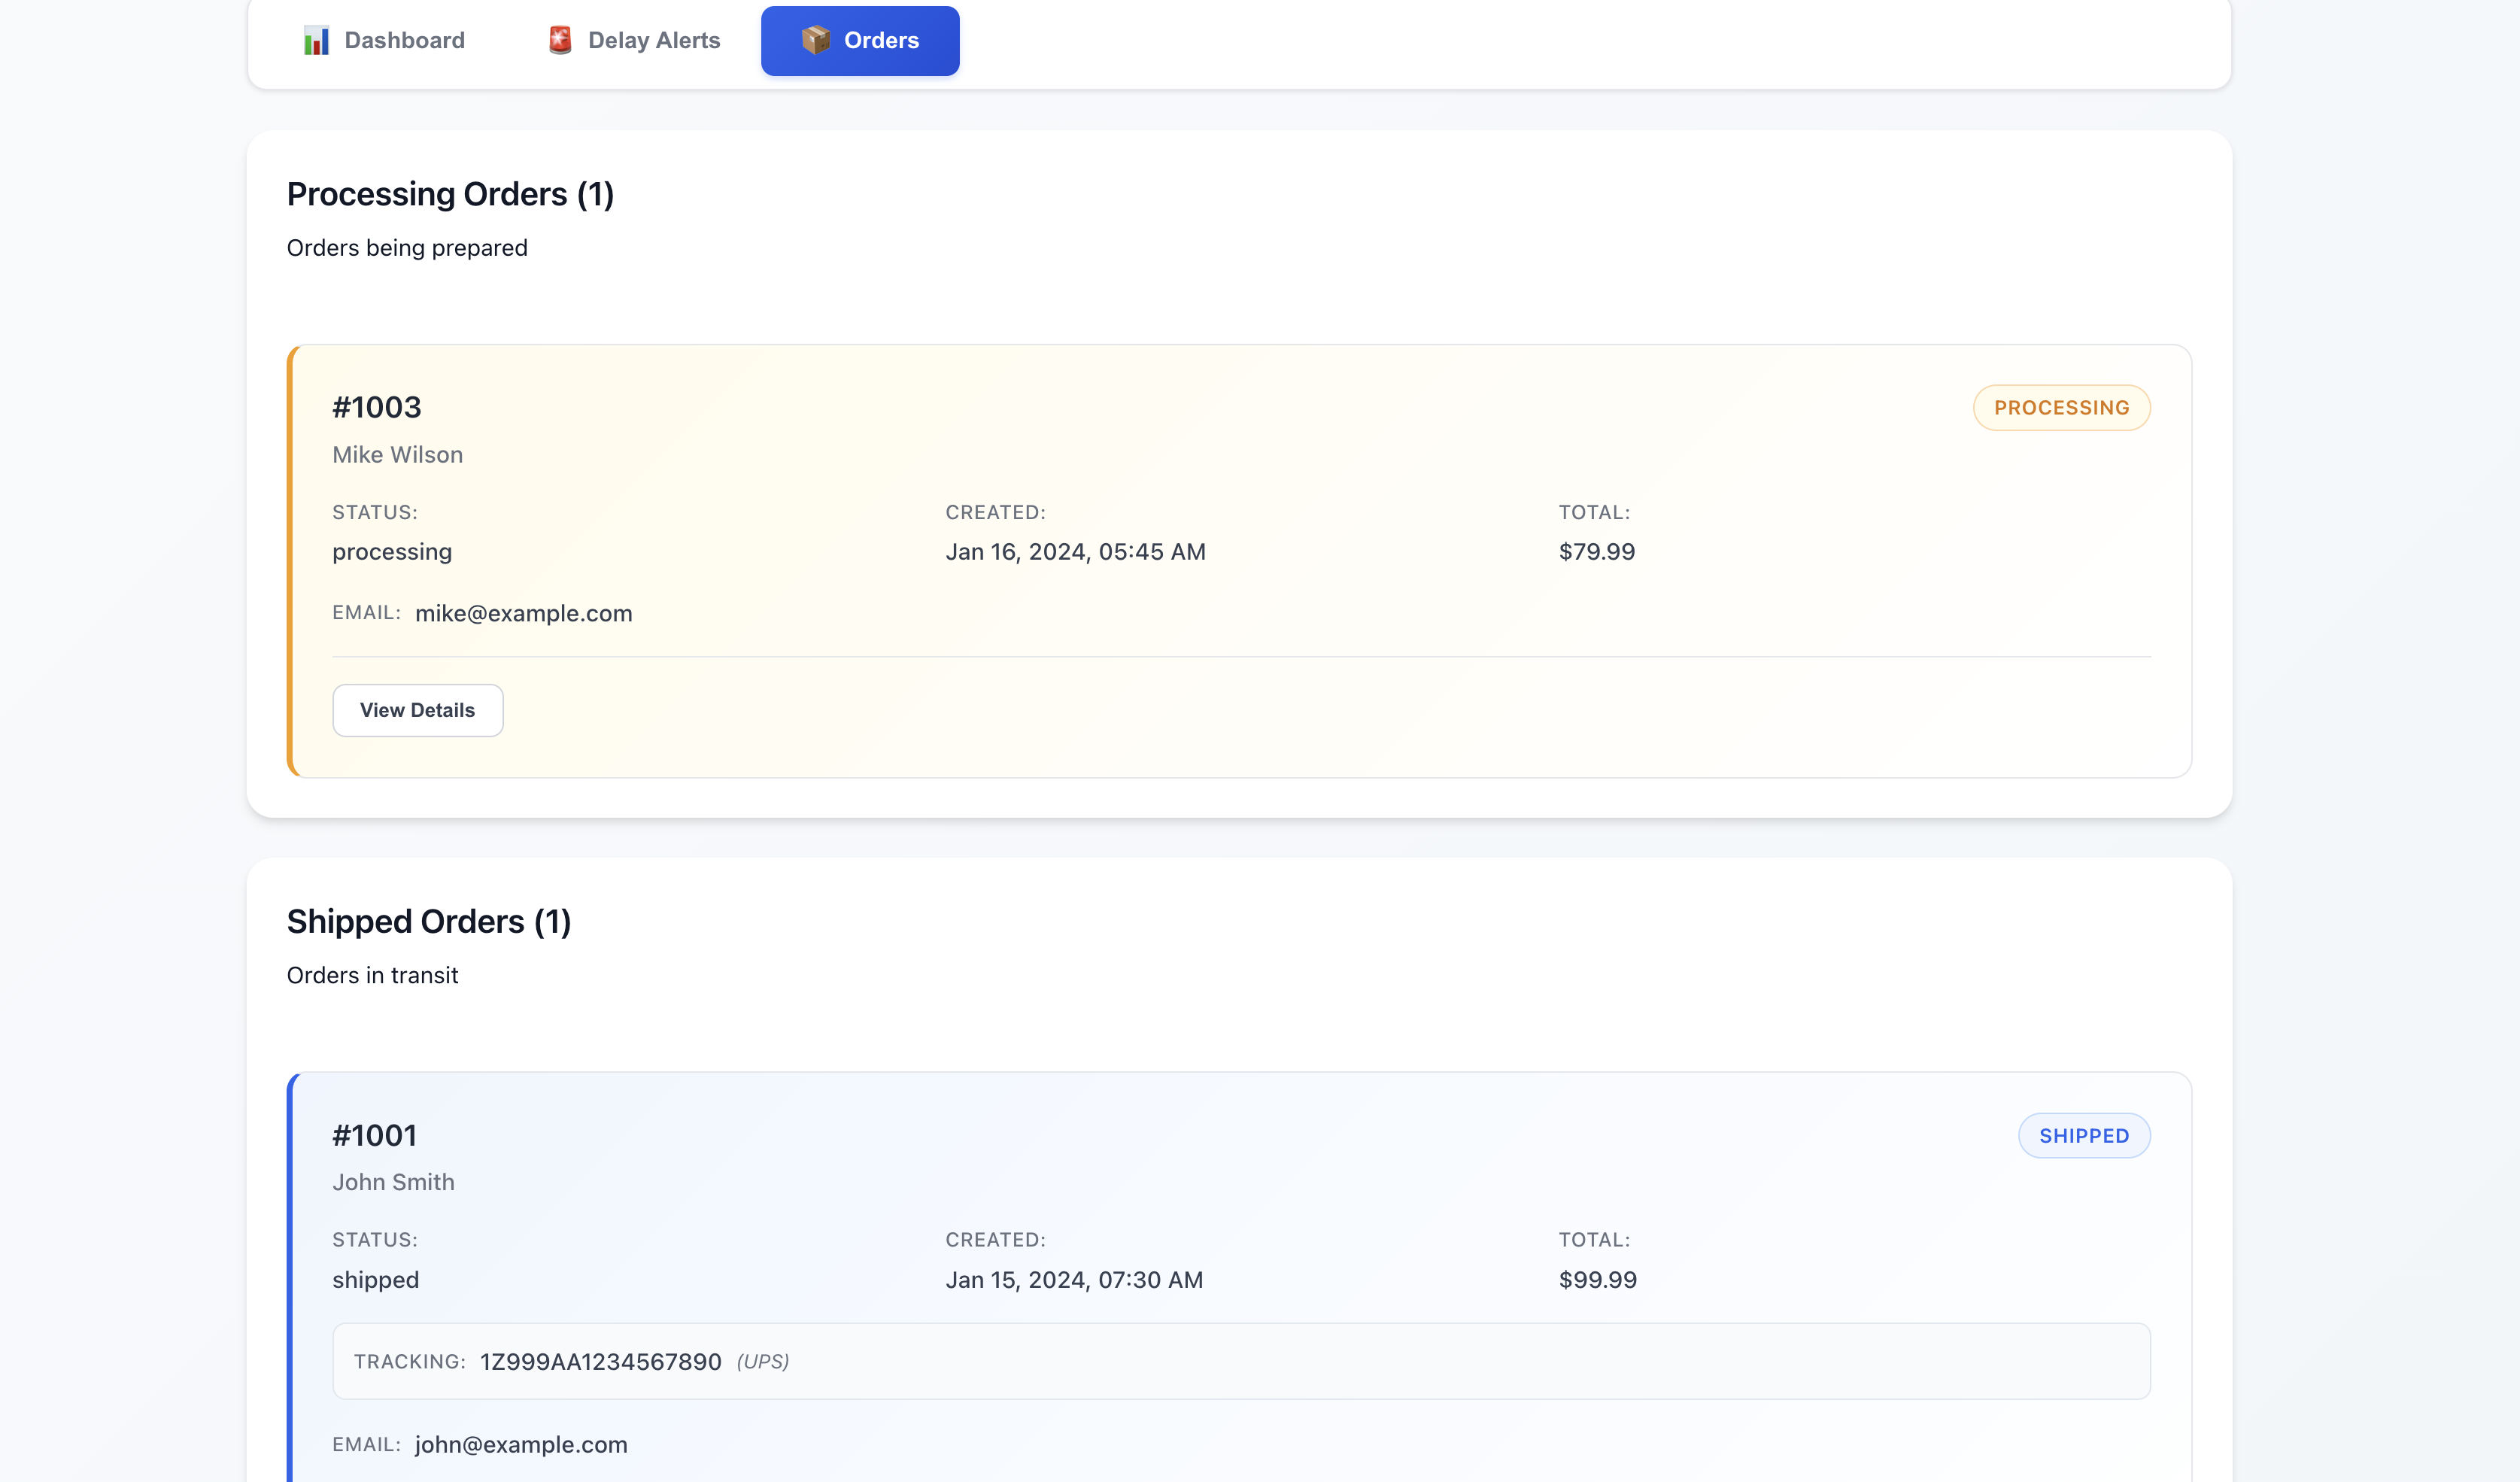 Dashboard Delay Alerts Orders
Processing Orders (1)
Orders being prepared
#1003 PROCESSING
Mike Wilson
STATUS: CREATED: TOTAL:
processing Jan 16, 2024, 05:45 AM $79.99
EMAIL: mike@example.com
View Details
Shipped Orders (1)
Orders in transit
#1001 SHIPPED
John Smith
STATUS: CREATED: TOTAL:
shipped Jan 15, 2024, 07:30 AM $99.99
TRACKING: 1Z999AA1234567890 (UPS)
EMAIL: john@example.com